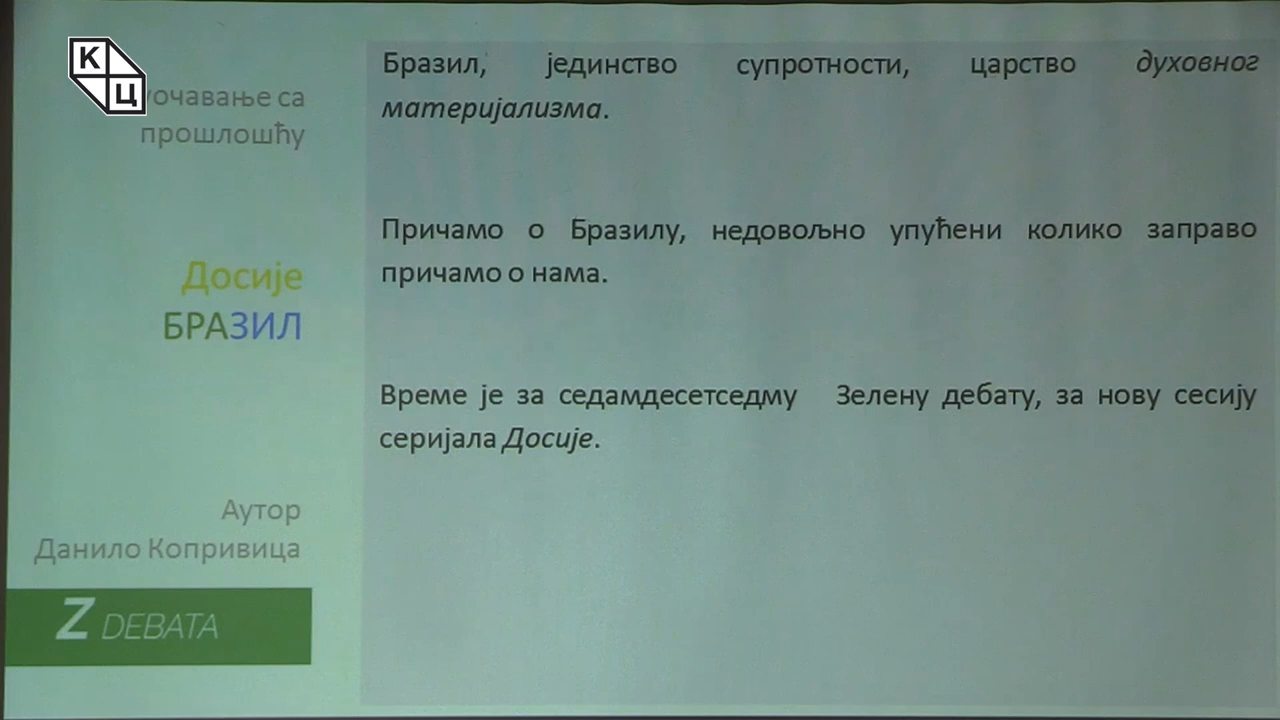 К
Ц
уочавање са
прошлошћу
Досије
БРАЗИЛ
Аутор
Данило Копривица
Z DEBATA
Бразил, јединство супротности, царство духовног
материјализма.
Причамо о Бразилу, недовољно упућени колико заправо
причамо о нама.
Време је за седамдесетседму Зелену дебату, за нову сесију
серијала Досије.